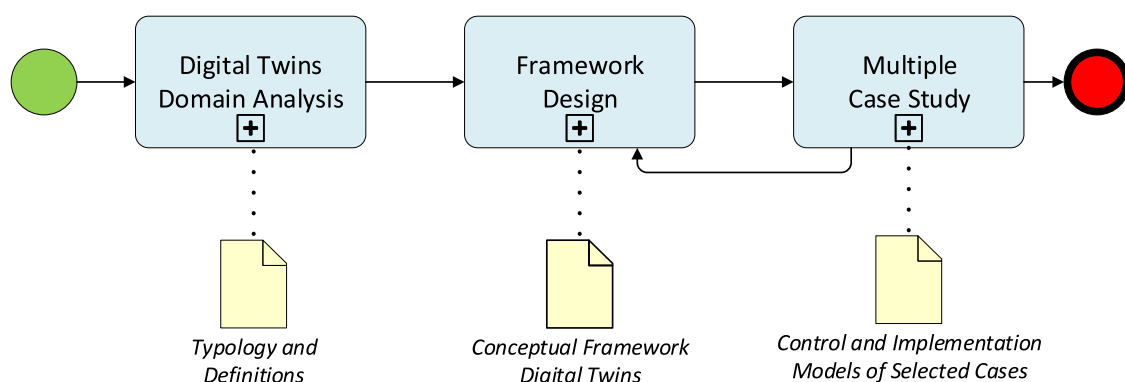 Digital Twins
Domain Analysis
Framework
Design
Multiple
Case Study
Typology and
Definitions
Conceptual Framework
Digital Twins
Control and Implementation
Models of Selected Cases